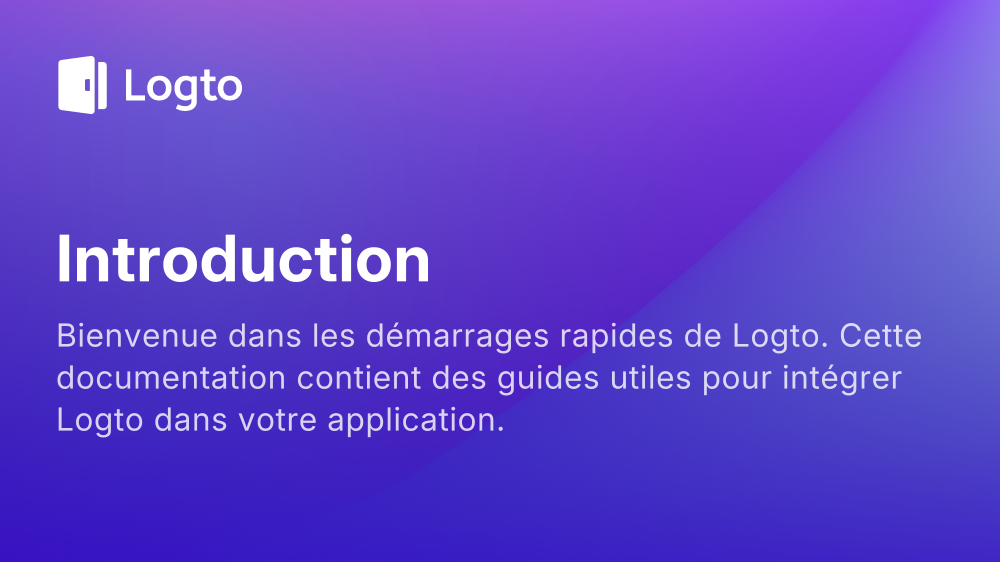 Logto
Introduction
Bienvenue dans les démarrages rapides de Logto. Cette
documentation contient des guides utiles pour intégrer
Logto dans votre application.